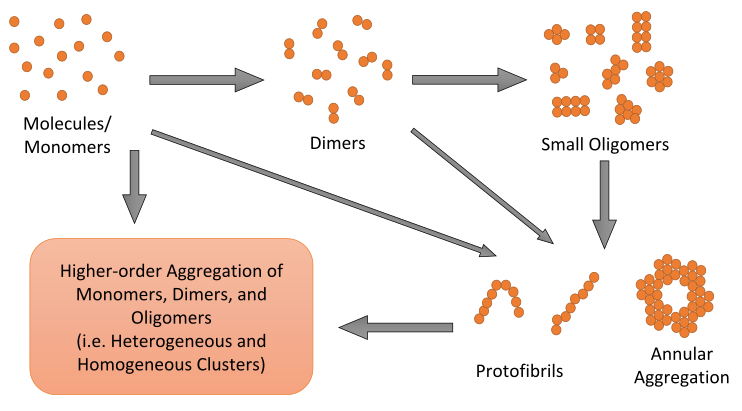 Molecules/
Monomers
Dimers
Small Oligomers
Higher-order Aggregation of
Monomers, Dimers, and
Oligomers
(i.e. Heterogeneous and
Homogeneous Clusters)
Protofibrils
Annular
Aggregation